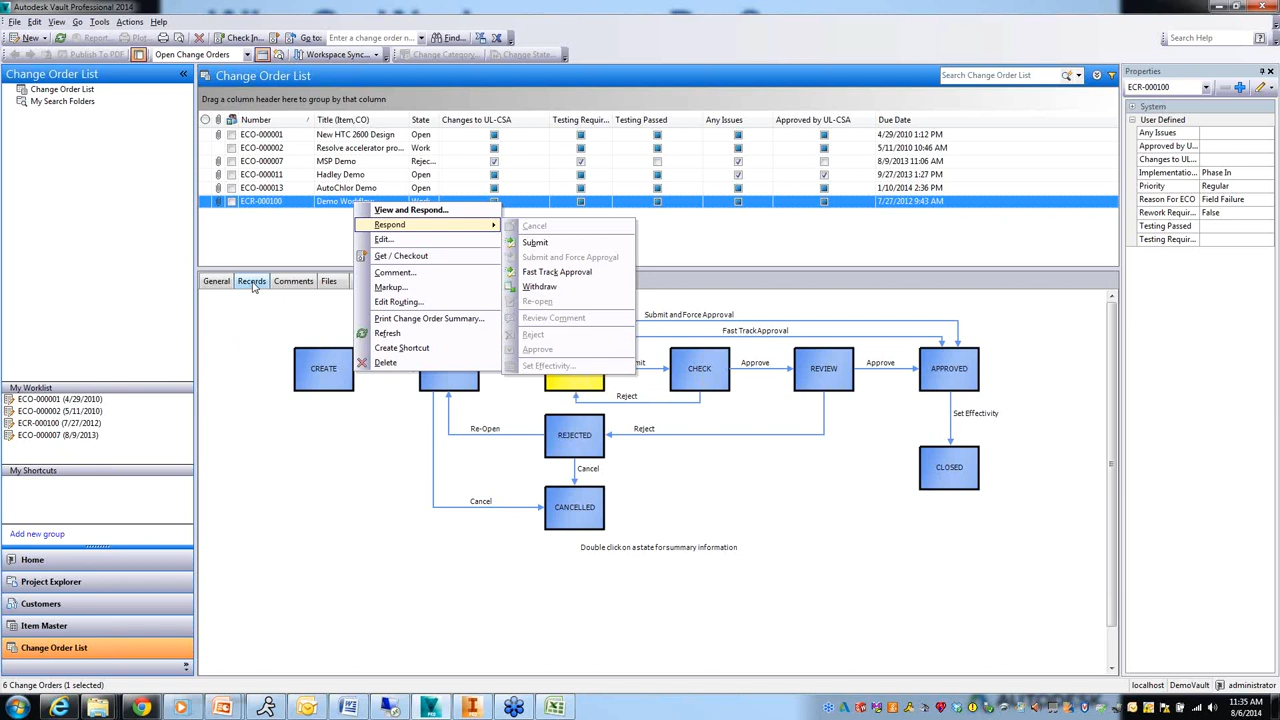 Autodesk Vault Professional 2014
File Edit View Go Tools Actions Help
New Report... Plot... Check In... Go to: Enter a change order number Find... Search Help
Publish To PDF Open Change Orders Workspace Sync... Change Category... Change State...
Change Order List
Change Order List
My Search Folders
Change Order List
Search Change Order List
Drag a column header here to group by that column
Number Title (Item,CO) State Changes to UL-CSA Testing Requir... Testing Passed Any Issues Approved by UL-CSA Due Date
ECO-000001 New HTC 2600 Design Open 4/29/2010 1:12 PM
ECO-000002 Resolve accelerator pro... Work 5/11/2010 10:46 AM
ECO-000007 MSP Demo Rejec... 8/9/2013 11:06 AM
ECO-000011 Hadley Demo Open 9/27/2013 1:27 PM
ECO-000013 AutoChlor Demo Open 1/10/2014 2:36 PM
ECR-000100 Demo Workflow Work 7/27/2012 9:43 AM
View and Respond...
Respond
Edit...
Get / Checkout
Comment...
Markup...
Edit Routing...
Print Change Order Summary...
Refresh
Create Shortcut
Delete
Cancel
Submit
Submit and Force Approval
Fast Track Approval
Withdraw
Re-open
Review Comment
Reject
Approve
Set Effectivity...
General Records Comments Files
Submit and Force Approval
Fast Track Approval
CREATE
CHECK
Approve
REVIEW
Approve
APPROVED
Reject
Set Effectivity
Re-Open
REJECTED
Reject
Cancel
CLOSED
Cancel
CANCELLED
Double click on a state for summary information
My Worklist
ECO-000001 (4/29/2010)
ECO-000002 (5/11/2010)
ECR-000100 (7/27/2012)
ECO-000007 (8/9/2013)
My Shortcuts
Add new group
Home
Project Explorer
Customers
Item Master
Change Order List
Properties
ECR-000100
System
User Defined
Any Issues
Approved by U...
Changes to UL...
Implementatio... Phase In
Priority Regular
Reason For ECO Field Failure
Rework Requir... False
Testing Passed
Testing Requir...
6 Change Orders (1 selected)
localhost DemoVault administrator
11:35 AM
8/6/2014